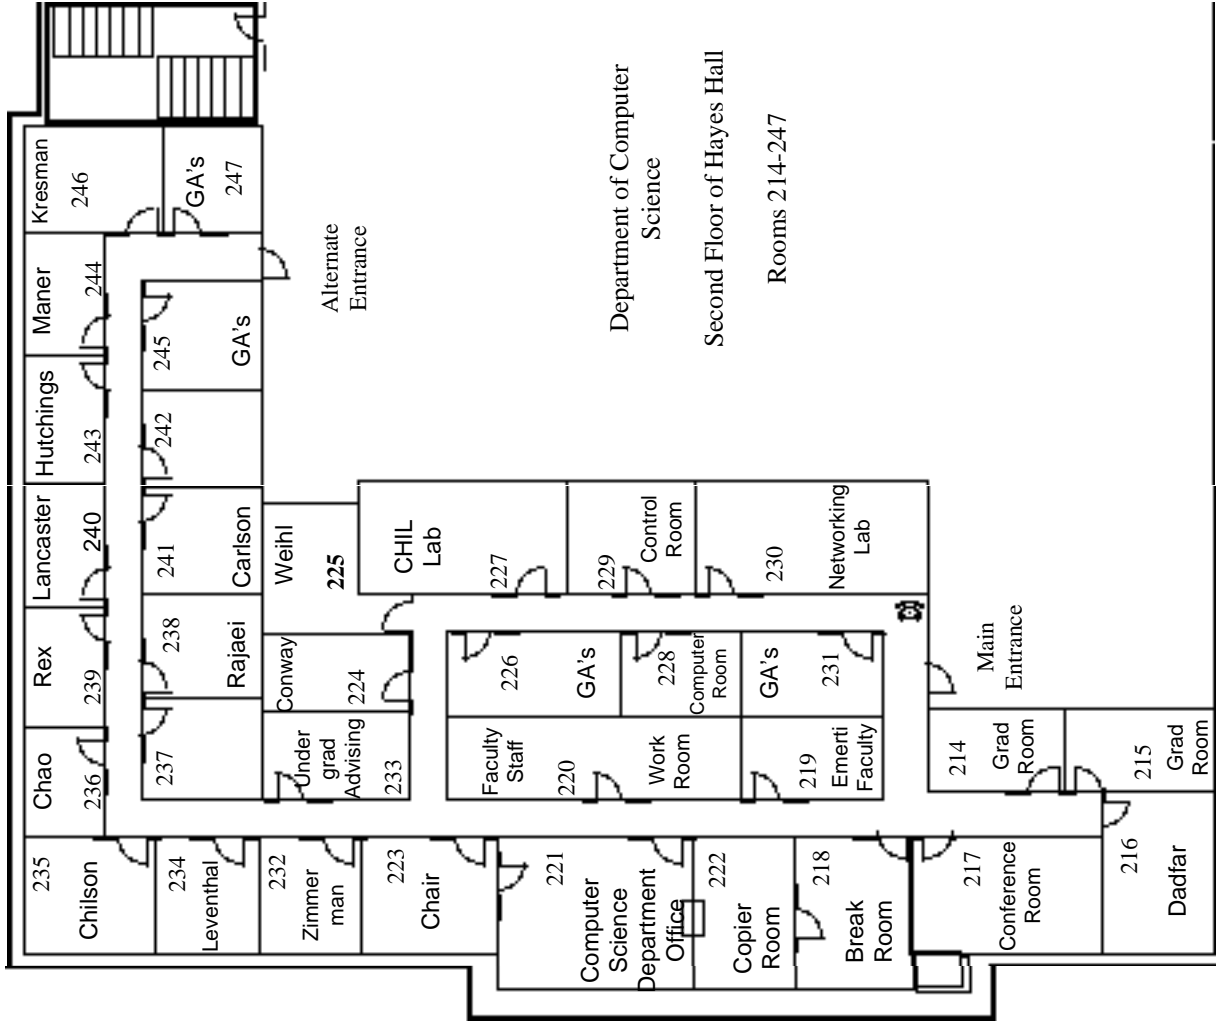 Department of Computer
Science
Second Floor of Hayes Hall
Rooms 214-247
Kresman
246
GA's
247
Maner
244
Alternate
Entrance
245
GA's
Hutchings
243
242
Lancaster
240
241
Carlson
Weihl
225
CHIL
Lab
227
229
Control
Room
230
Networking
Lab
Rex
239
238
Rajaei
Conway
224
226
GA's
228
Computer
Room
GA's
231
Main
Entrance
Chao
236
237
Under
grad
Advising
233
Faculty
Staff
220
Work
Room
219
Emerti
Faculty
214
Grad
Room
215
Grad
Room
235
Chilson
234
Leventhal
232
Zimmer
man
223
Chair
221
Computer
Science
Department
Office
222
Copier
Room
218
Break
Room
217
Conference
Room
216
Dadfar